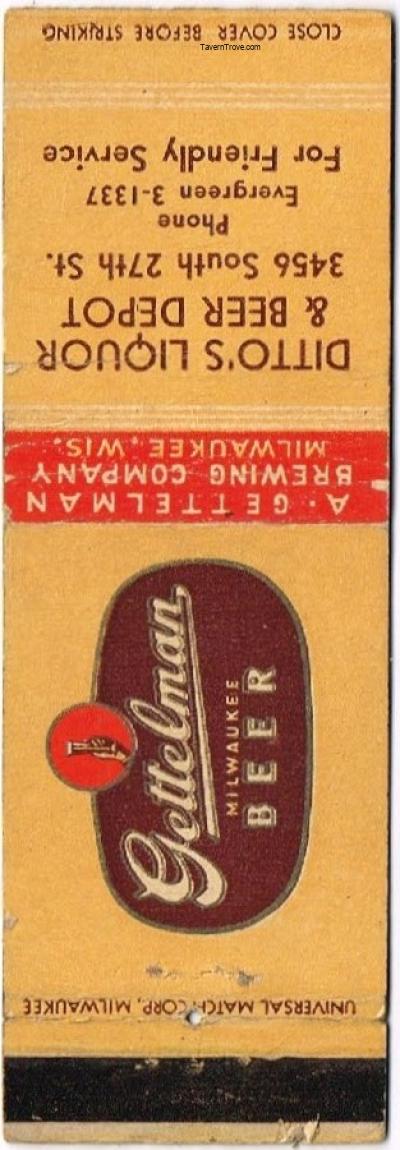 CLOSE COVER BEFORE STRIKING
TavernTrove.com
For Friendly Service
Evergreen 3-1337
Phone
3456 South 27th St.
& BEER DEPOT
DITTO'S LIQUOR
MILWAUKEE, WIS.
BREWING COMPANY
A. GETTELMAN
Gettelman
MILWAUKEE
BEER
UNIVERSAL MATCH CORP., MILWAUKEE